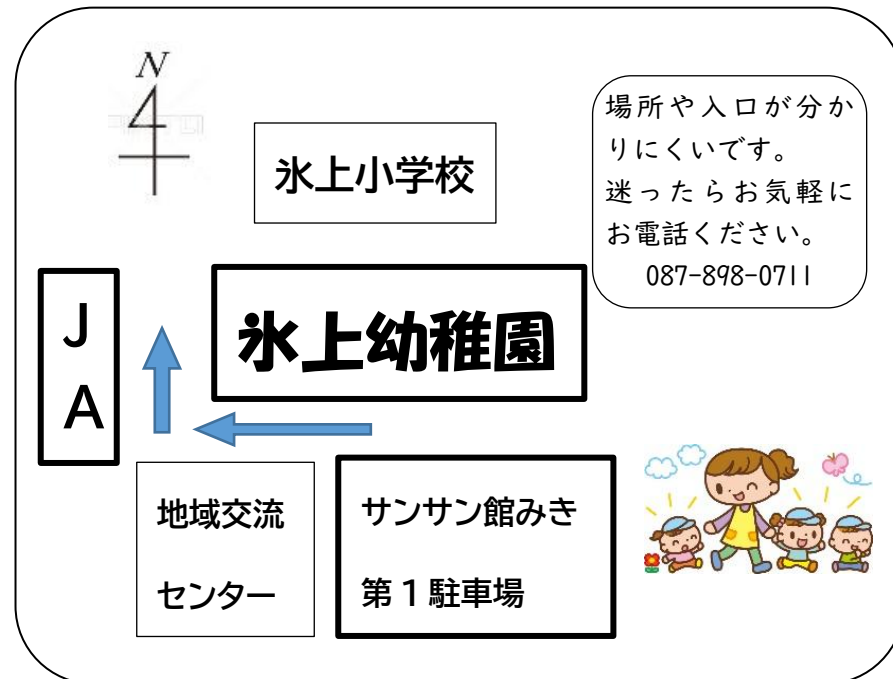 N
場所や入口が分か
りにくいです。
迷ったらお気軽に
お電話ください。
087-898-0711
氷上小学校
J
A
氷上幼稚園
地域交流
センター
サンサン館みき
第１駐車場